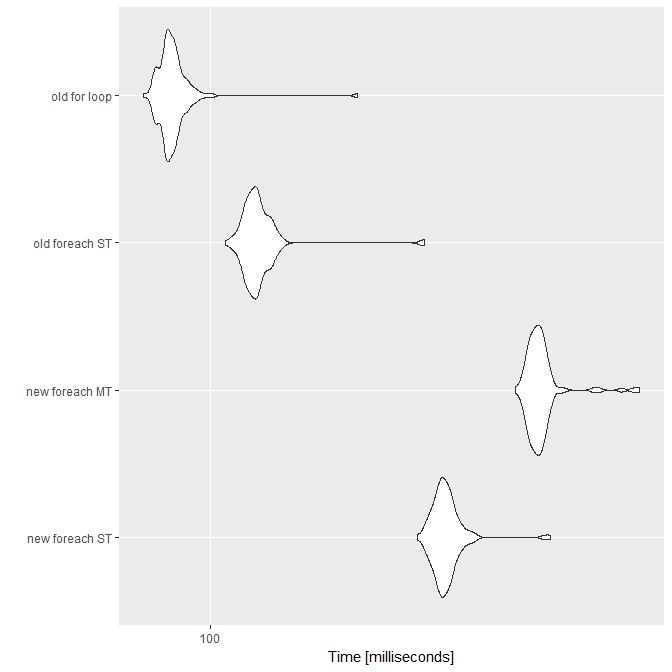 old for loop
old foreach ST
new foreach MT
new foreach ST
100
Time [milliseconds]